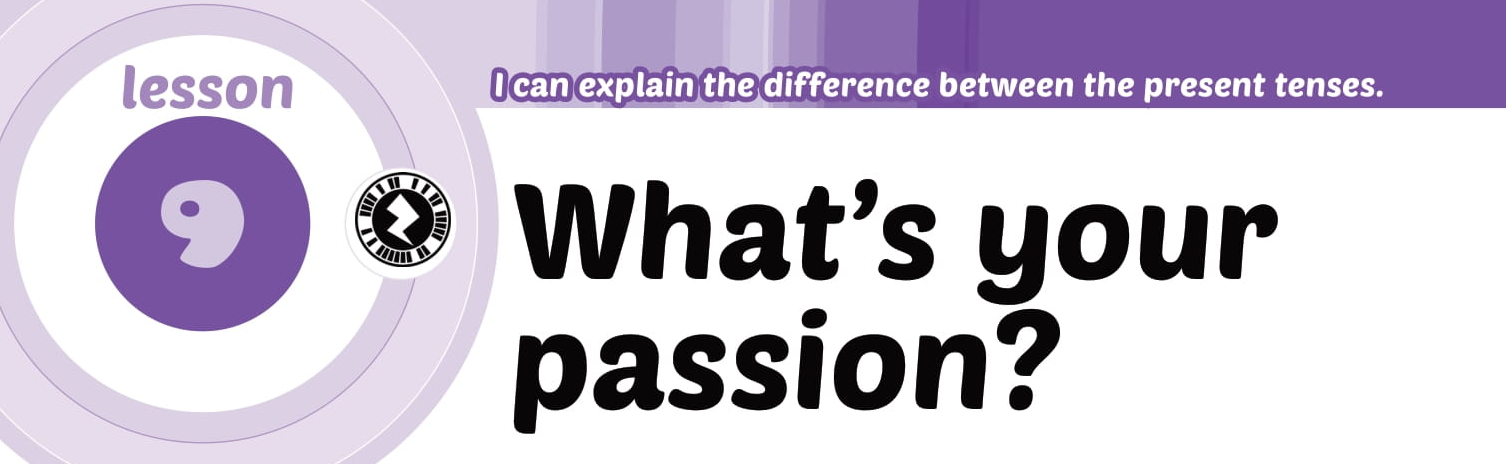 lesson
9
I can explain the difference between the present tenses.
What's your
passion?